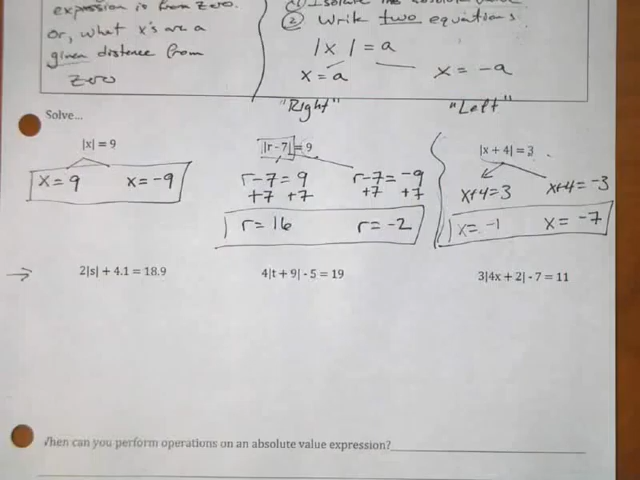 expression is from zero.
or, what x's are a
given distance from
zero
② Write two equations
|x| = a
x = a x = -a
"Right" "Left"
Solve...
|x| = 9 |r - 7| = 9 |x + 4| = 3
x = 9 x = -9
r-7 = 9 r-7 = -9
+7 +7 +7 +7
r = 16 r = -2
x+4 = 3 x+4 = -3
x = -1 x = -7
2|s| + 4.1 = 18.9 4|t + 9| - 5 = 19 3|4x + 2| - 7 = 11
When can you perform operations on an absolute value expression?